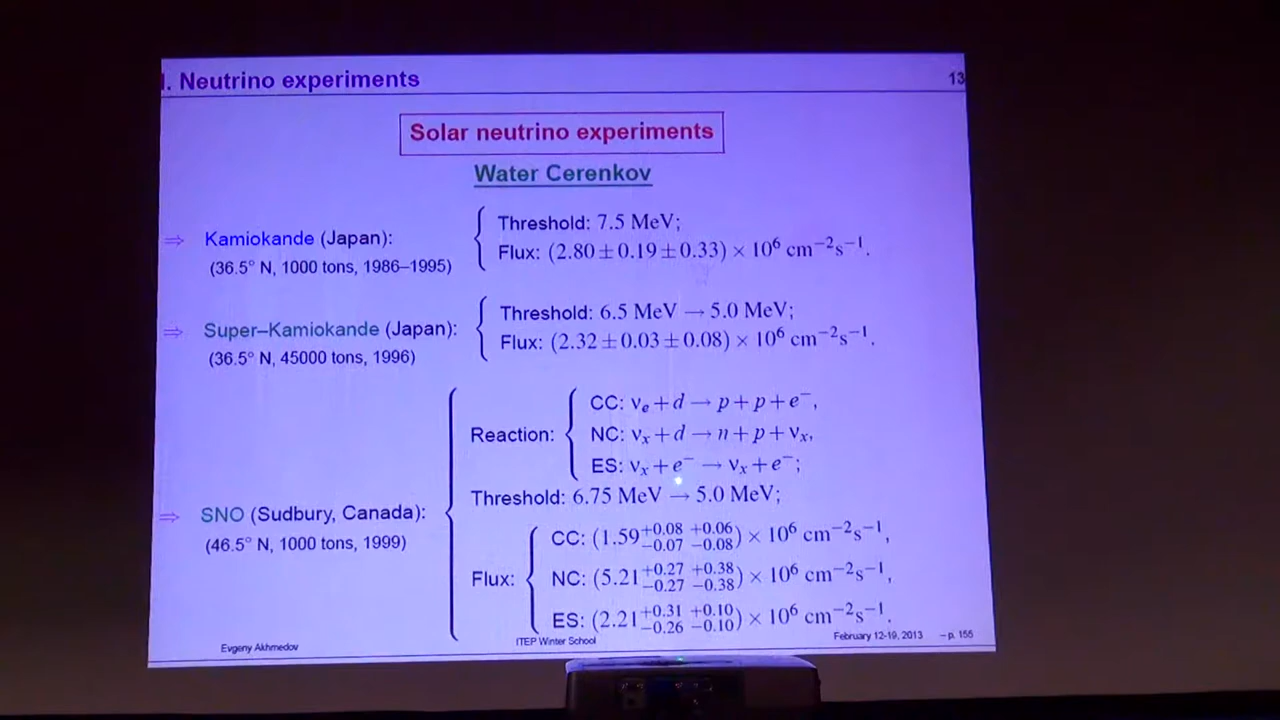 . Neutrino experiments 13
Solar neutrino experiments
Water Cerenkov
⇒ Kamiokande (Japan):
(36.5° N, 1000 tons, 1986–1995)
Threshold: 7.5 MeV;
Flux: (2.80 ± 0.19 ± 0.33) × 10⁶ cm⁻²s⁻¹.
⇒ Super–Kamiokande (Japan):
(36.5° N, 45000 tons, 1996)
Threshold: 6.5 MeV → 5.0 MeV;
Flux: (2.32 ± 0.03 ± 0.08) × 10⁶ cm⁻²s⁻¹.
⇒ SNO (Sudbury, Canada):
(46.5° N, 1000 tons, 1999)
Reaction:
CC: νₑ + d → p + p + e⁻,
NC: νₓ + d → n + p + νₓ,
ES: νₓ + e⁻ → νₓ + e⁻;
Threshold: 6.75 MeV → 5.0 MeV;
Flux:
CC: (1.59 +0.08 −0.07 +0.06 −0.08) × 10⁶ cm⁻²s⁻¹,
NC: (5.21 +0.27 −0.27 +0.38 −0.38) × 10⁶ cm⁻²s⁻¹,
ES: (2.21 +0.31 −0.26 +0.10 −0.10) × 10⁶ cm⁻²s⁻¹.
Evgeny Akhmedov ITEP Winter School February 12-19, 2013 – p. 155